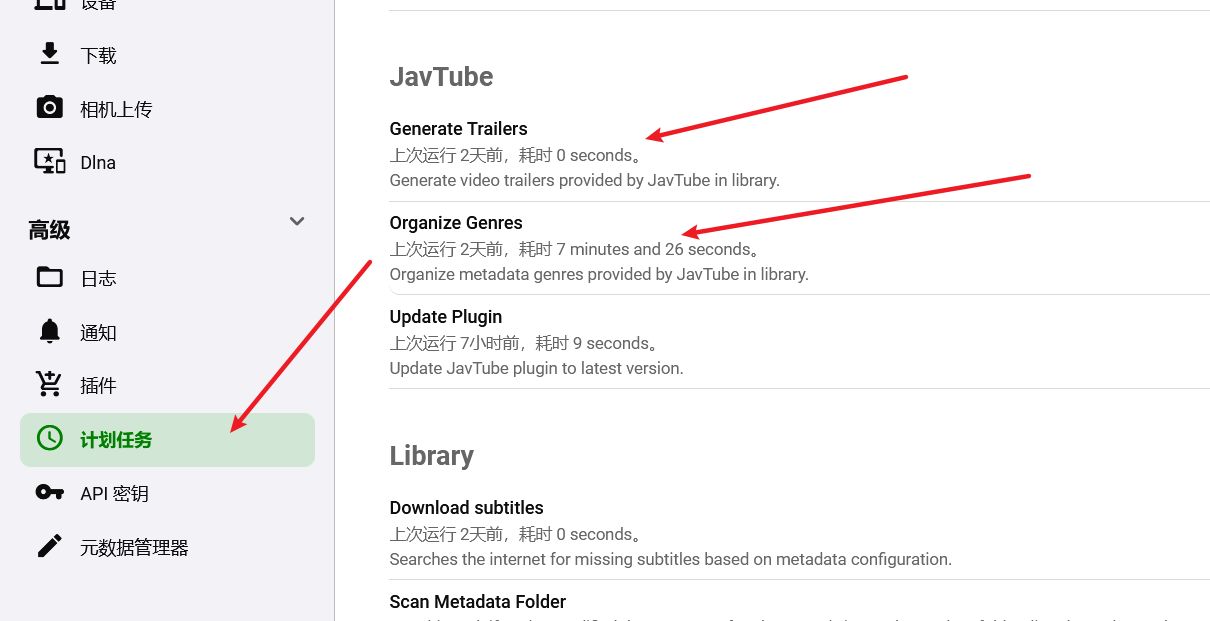 设备
下载
相机上传
Dlna
高级
日志
通知
插件
计划任务
API 密钥
元数据管理器
JavTube
Generate Trailers
上次运行 2天前，耗时 0 seconds。
Generate video trailers provided by JavTube in library.
Organize Genres
上次运行 2天前，耗时 7 minutes and 26 seconds。
Organize metadata genres provided by JavTube in library.
Update Plugin
上次运行 7小时前，耗时 9 seconds。
Update JavTube plugin to latest version.
Library
Download subtitles
上次运行 2天前，耗时 0 seconds。
Searches the internet for missing subtitles based on metadata configuration.
Scan Metadata Folder